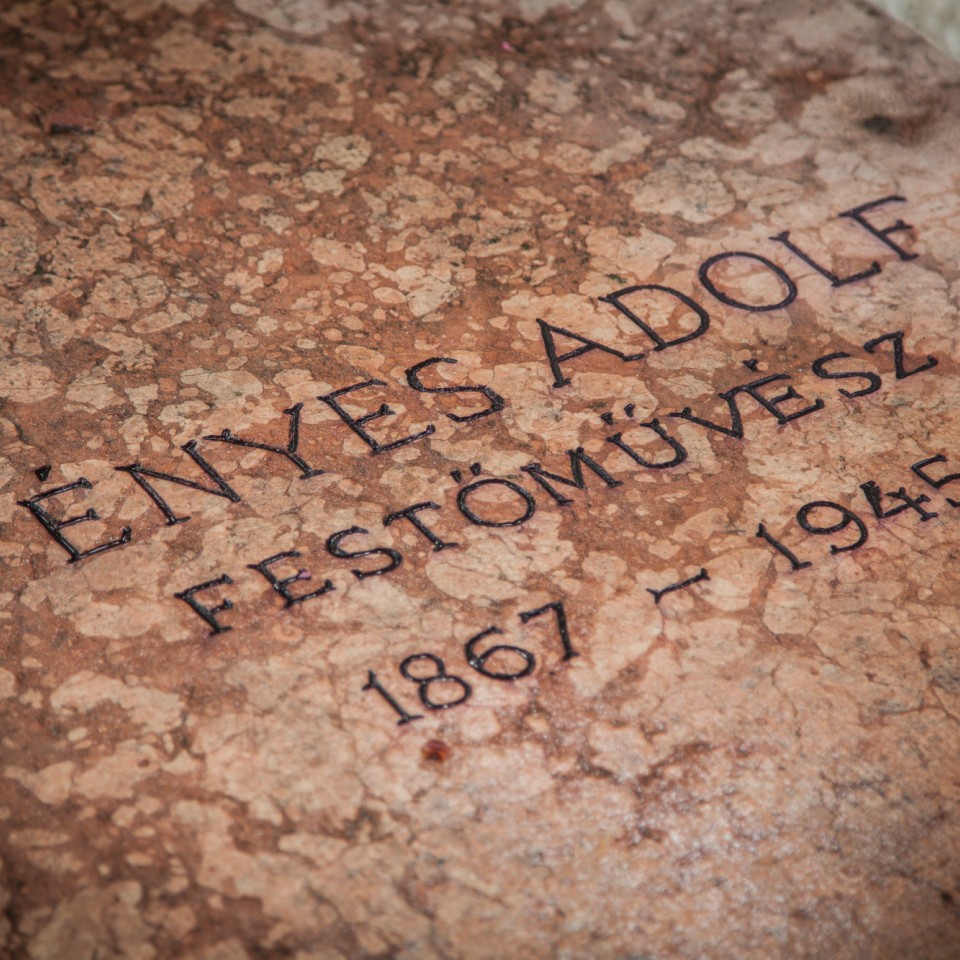 ÉNYES ADOLF
FESTŐMŰVÉSZ
1867 — 1945